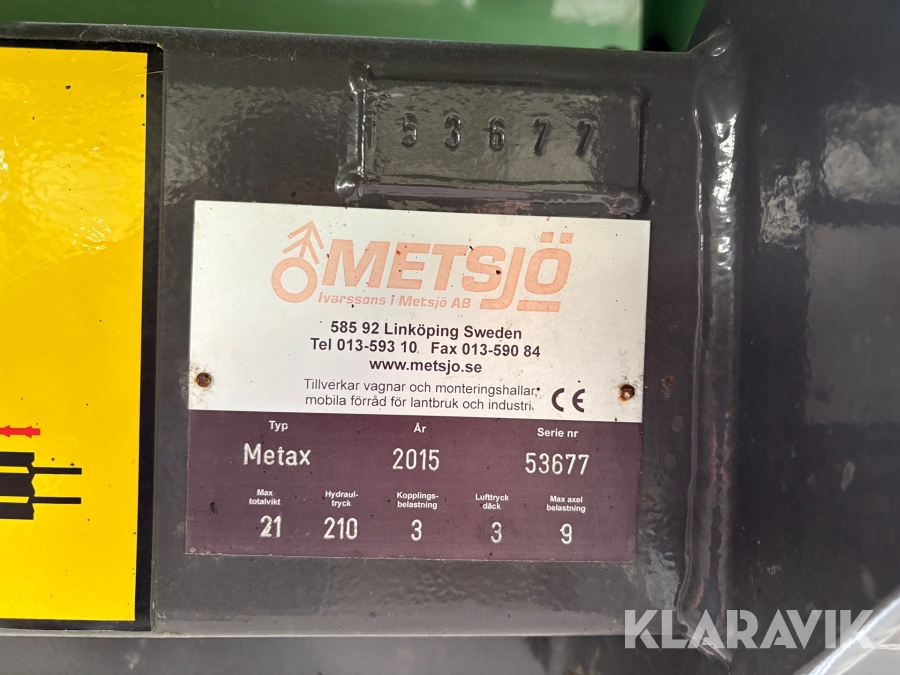 53677
METSJÖ
Ivarssons i Metsjö AB
585 92 Linköping Sweden
Tel 013-593 10 Fax 013-590 84
www.metsjo.se
Tillverkar vagnar och monteringshallar,
mobila förråd för lantbruk och industri. CE
Typ År Serie nr
Metax 2015 53677
Max totalvikt Hydraul-tryck Kopplings-belastning Lufttryck däck Max axel belastning
21 210 3 3 9
KLARAVIK